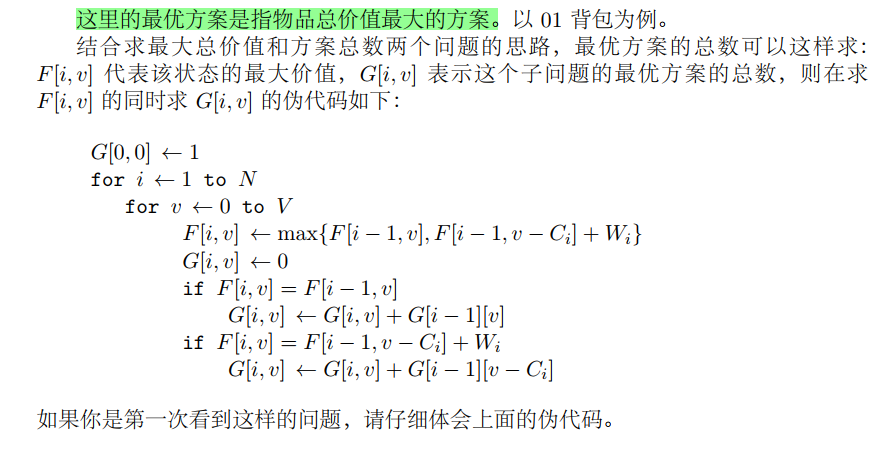 这里的最优方案是指物品总价值最大的方案。以 01 背包为例。
结合求最大总价值和方案总数两个问题的思路，最优方案的总数可以这样求：
F[i, v] 代表该状态的最大价值，G[i, v] 表示这个子问题的最优方案的总数，则在求
F[i, v] 的同时求 G[i, v] 的伪代码如下：
G[0, 0] ← 1
for i ← 1 to N
for v ← 0 to V
F[i, v] ← max{F[i − 1, v], F[i − 1, v − C_i] + W_i}
G[i, v] ← 0
if F[i, v] = F[i − 1, v]
G[i, v] ← G[i, v] + G[i − 1][v]
if F[i, v] = F[i − 1, v − C_i] + W_i
G[i, v] ← G[i, v] + G[i − 1][v − C_i]
如果你是第一次看到这样的问题，请仔细体会上面的伪代码。